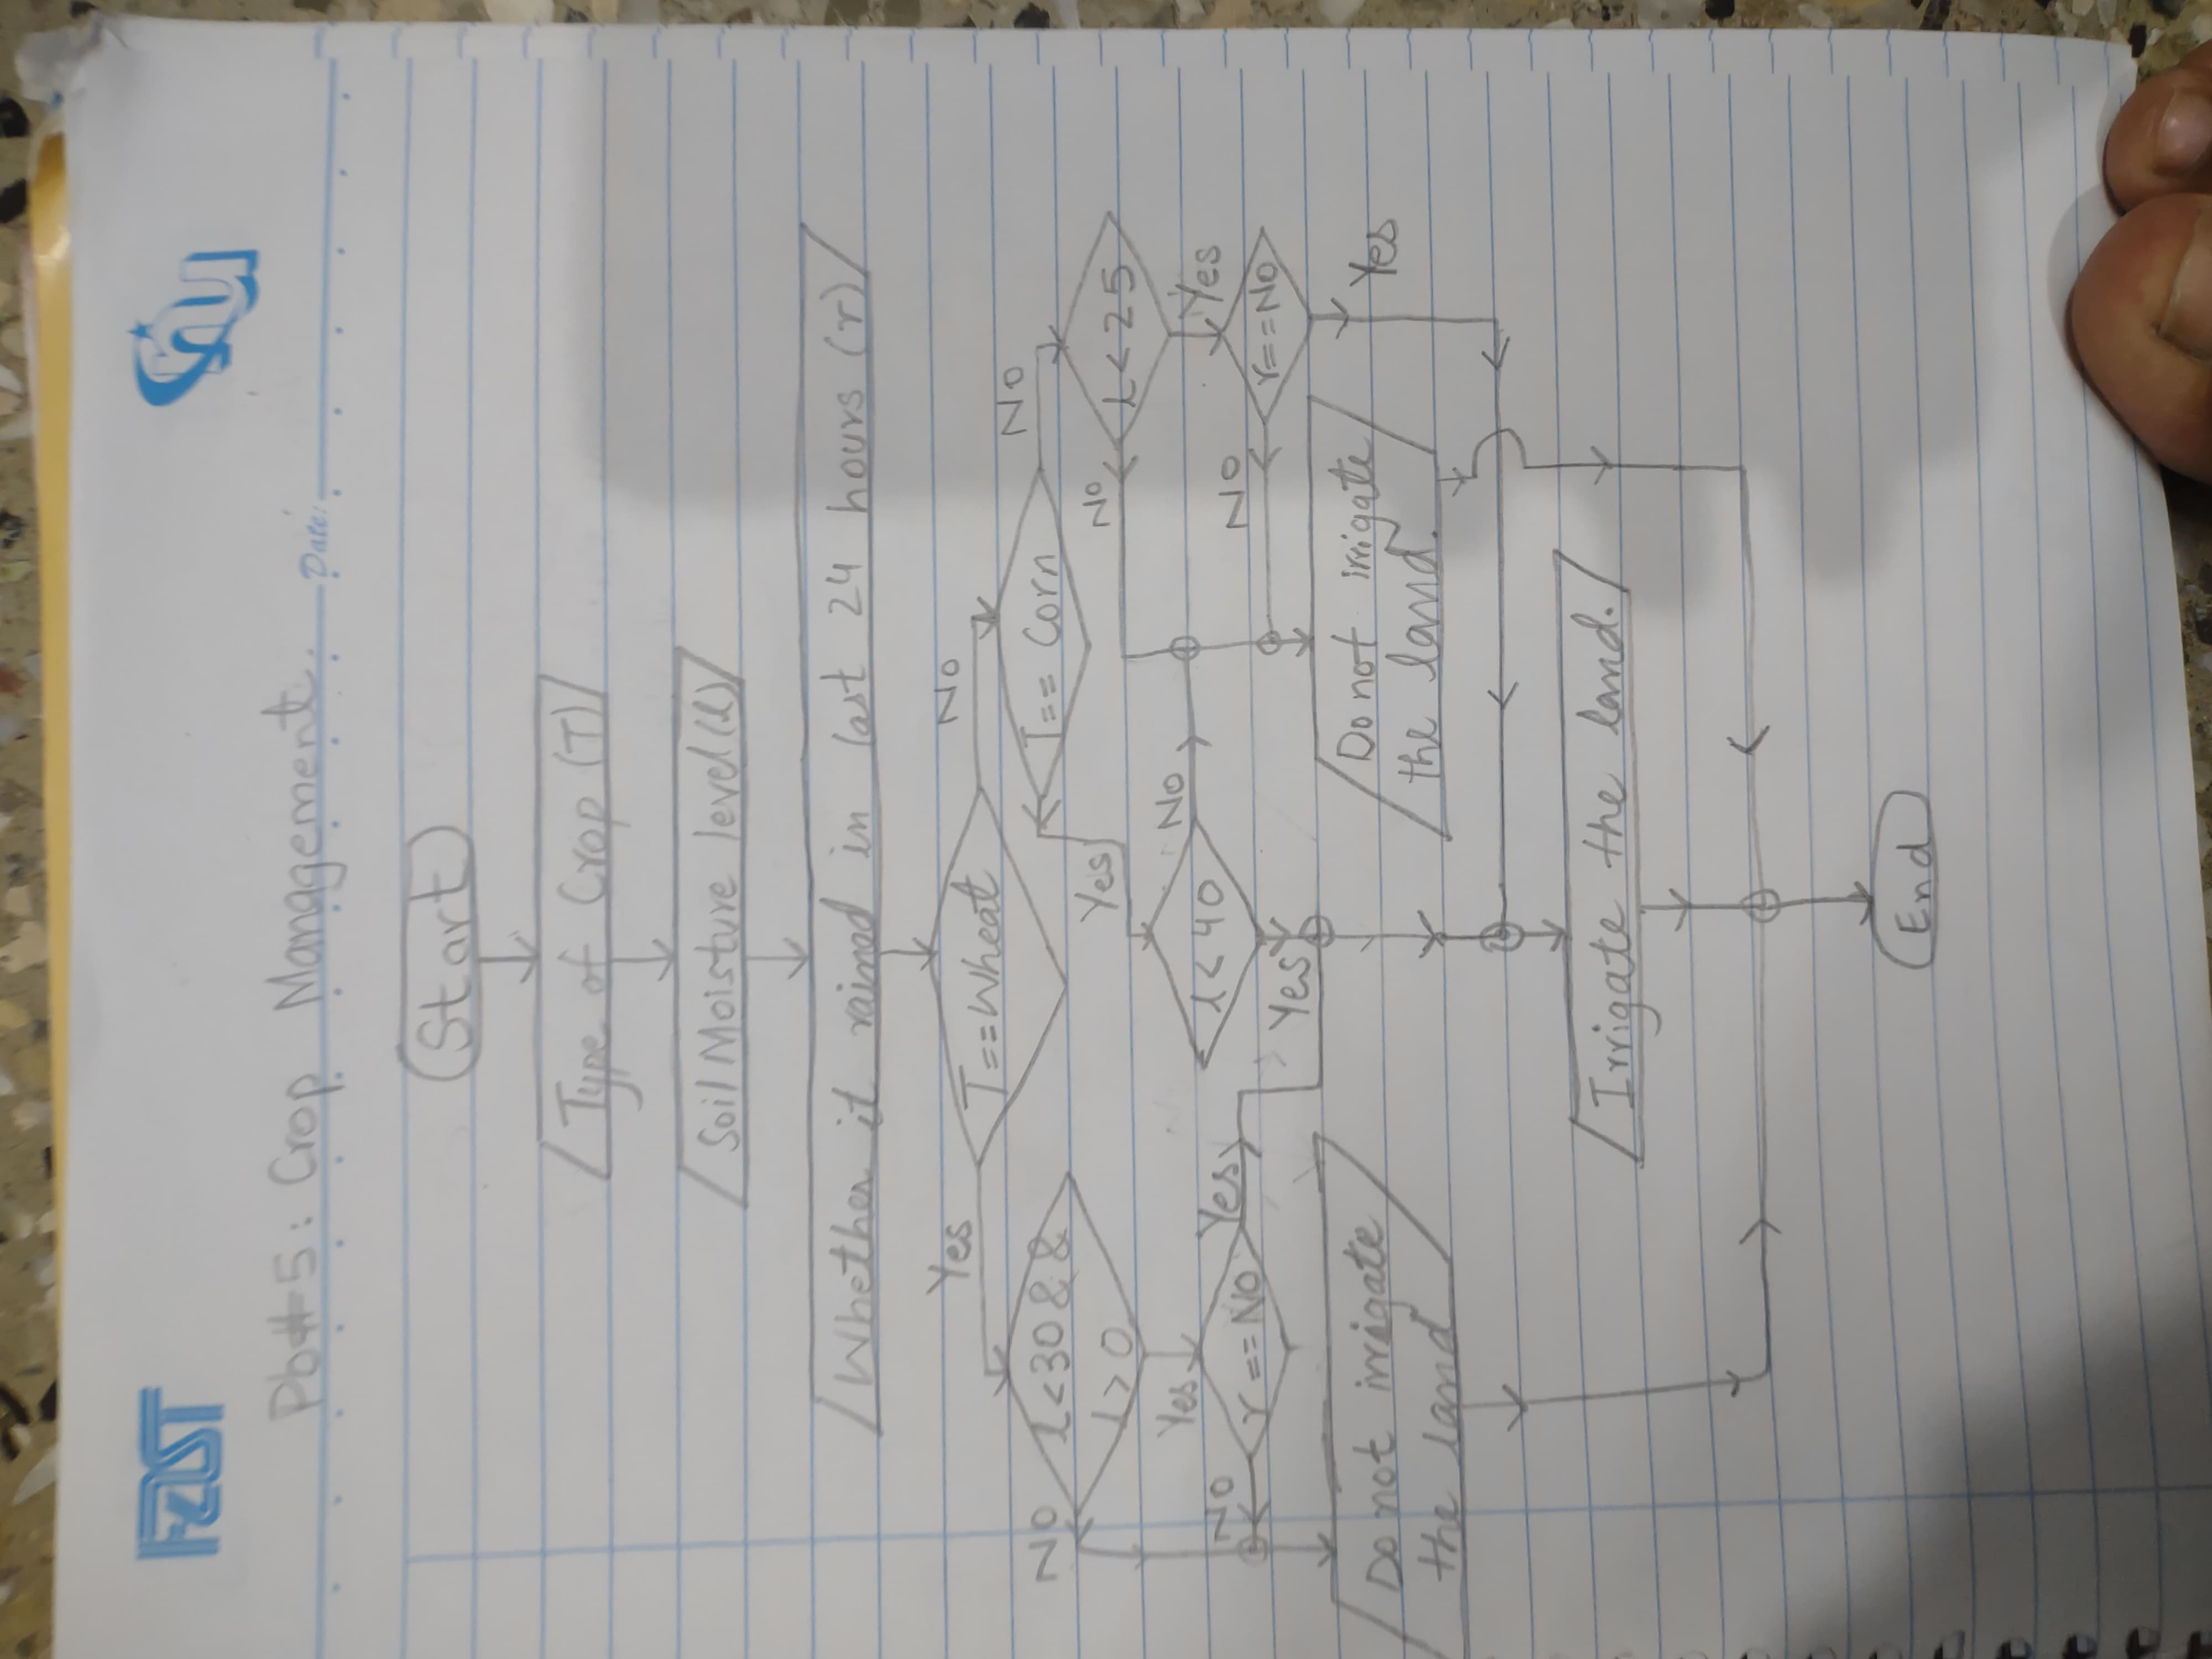 FAST
nu
Pb#5: Crop Management.
Date:
Start
Type of Crop (T)
Soil Moisture level (l)
Whether it rained in last 24 hours (r)
Yes
T==Wheat
No
No
l<30 &&
l>0
T== Corn
No
Yes
No
l<25
Yes
No
r==No
Yes
l<40
No
Yes
No
r==No
Yes
Yes
Do not irrigate
the land
Do not irrigate
the land.
Irrigate the land.
End